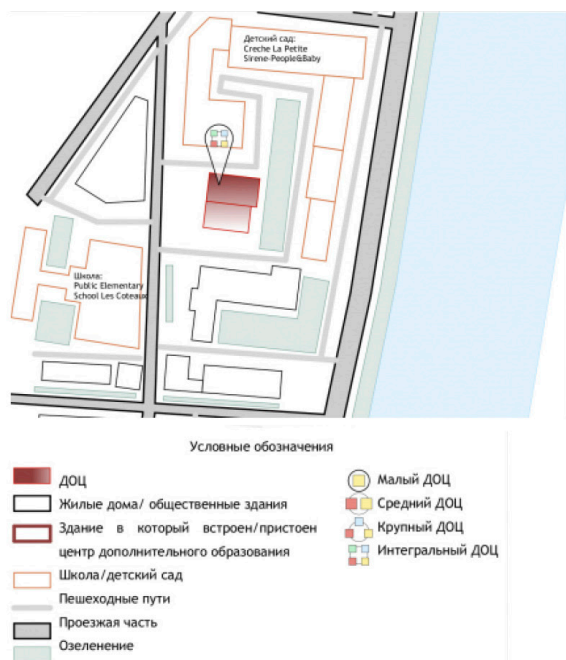 Детский сад:
Creche La Petite
Sirene-People&Baby
Школа:
Public Elementary
School Les Coteaux
Условные обозначения
ДОЦ
Жилые дома/ общественные здания
Здание в который встроен/пристоен
центр дополнительного образования
Школа/детский сад
Пешеходные пути
Проезжая часть
Озеленение
Малый ДОЦ
Средний ДОЦ
Крупный ДОЦ
Интегральный ДОЦ